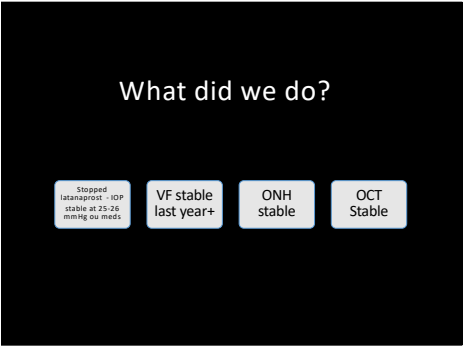 What did we do?
Stopped
latanaprost - IOP
stable at 25-26
mmHg ou meds
VF stable
last year+
ONH
stable
OCT
Stable